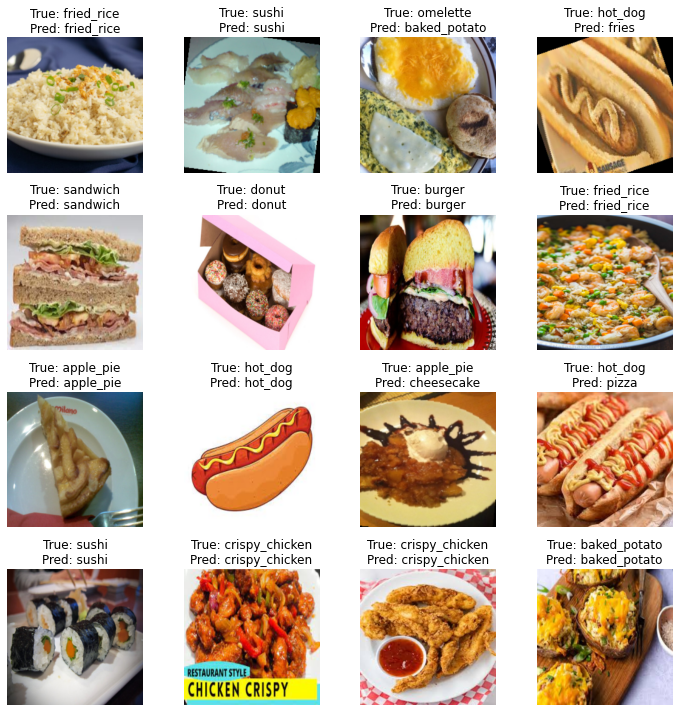 True: fried_rice
Pred: fried_rice
True: sushi
Pred: sushi
True: omelette
Pred: baked_potato
True: hot_dog
Pred: fries
SAUSAGE
True: sandwich
Pred: sandwich
True: donut
Pred: donut
True: burger
Pred: burger
True: fried_rice
Pred: fried_rice
True: apple_pie
Pred: apple_pie
True: hot_dog
Pred: hot_dog
True: apple_pie
Pred: cheesecake
True: hot_dog
Pred: pizza
True: sushi
Pred: sushi
True: crispy_chicken
Pred: crispy_chicken
RESTAURANT STYLE
CHICKEN CRISPY
True: crispy_chicken
Pred: crispy_chicken
True: baked_potato
Pred: baked_potato